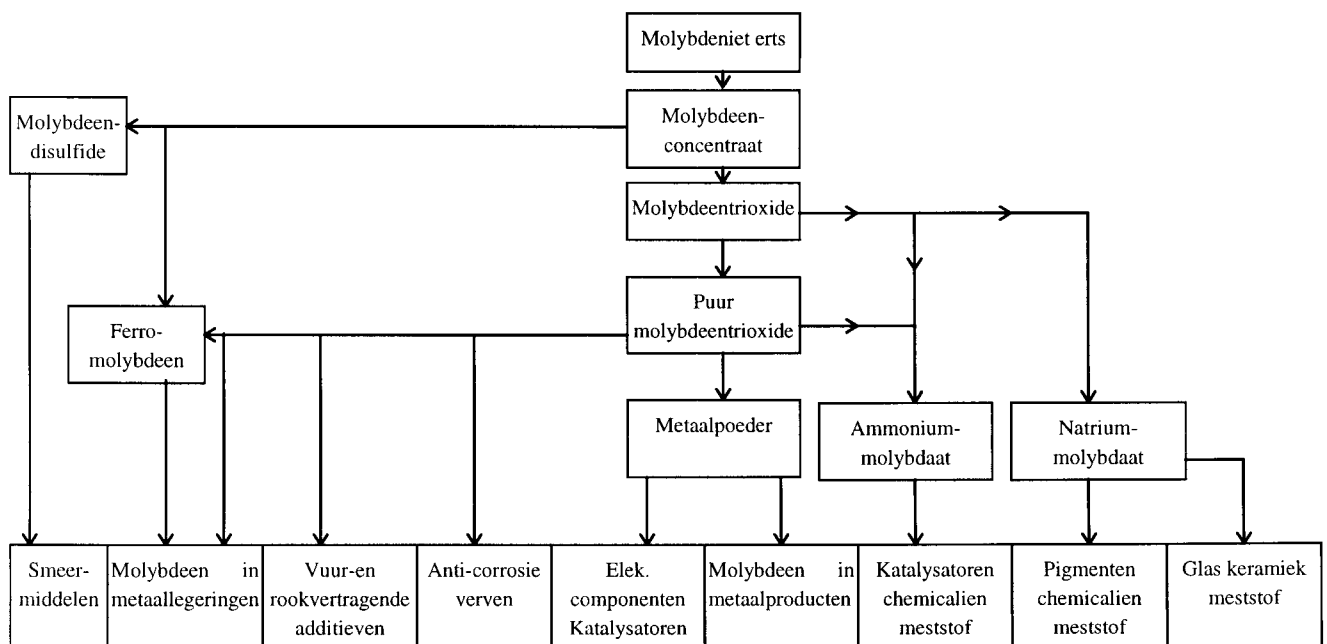 Molybdeniet erts
Molybdeen-
disulfide
Molybdeen-
concentraat
Molybdeentrioxide
Puur
molybdeentrioxide
Ferro-
molybdeen
Metaalpoeder
Ammonium-
molybdaat
Natrium-
molybdaat
Smeer-
middelen
Molybdeen in
metaallegeringen
Vuur-en
rookvertragende
additieven
Anti-corrosie
verven
Elek.
componenten
Katalysatoren
Molybdeen in
metaalproducten
Katalysatoren
chemicalien
meststof
Pigmenten
chemicalien
meststof
Glas keramiek
meststof